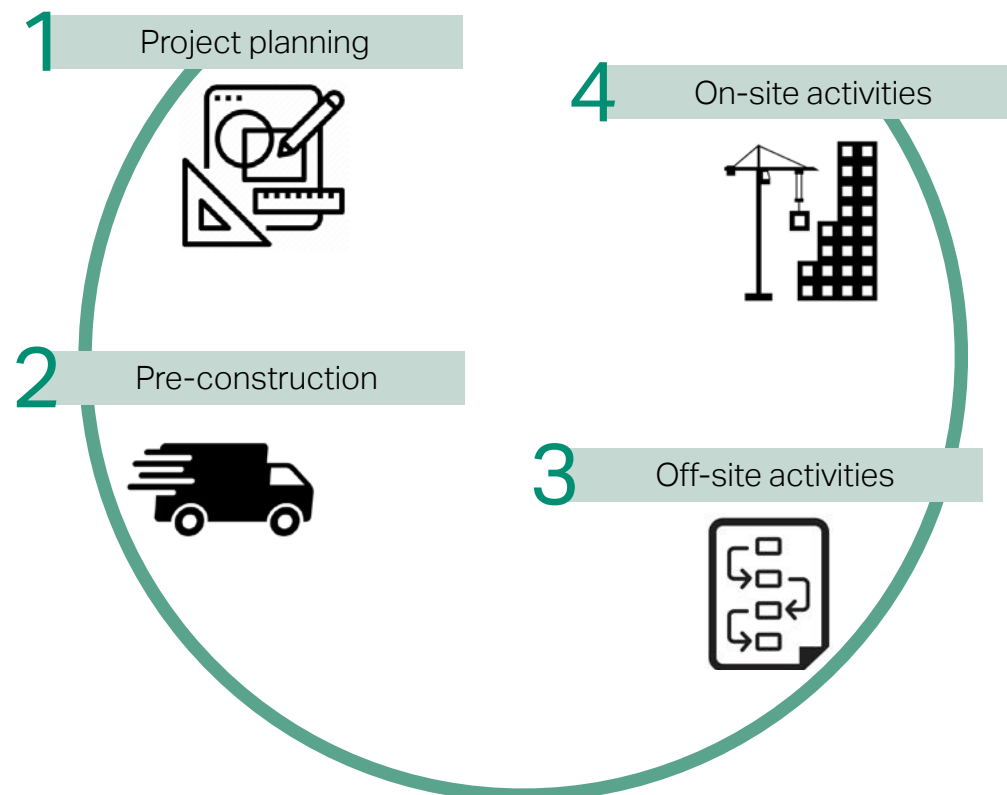 1 Project planning
2 Pre-construction
3 Off-site activities
4 On-site activities